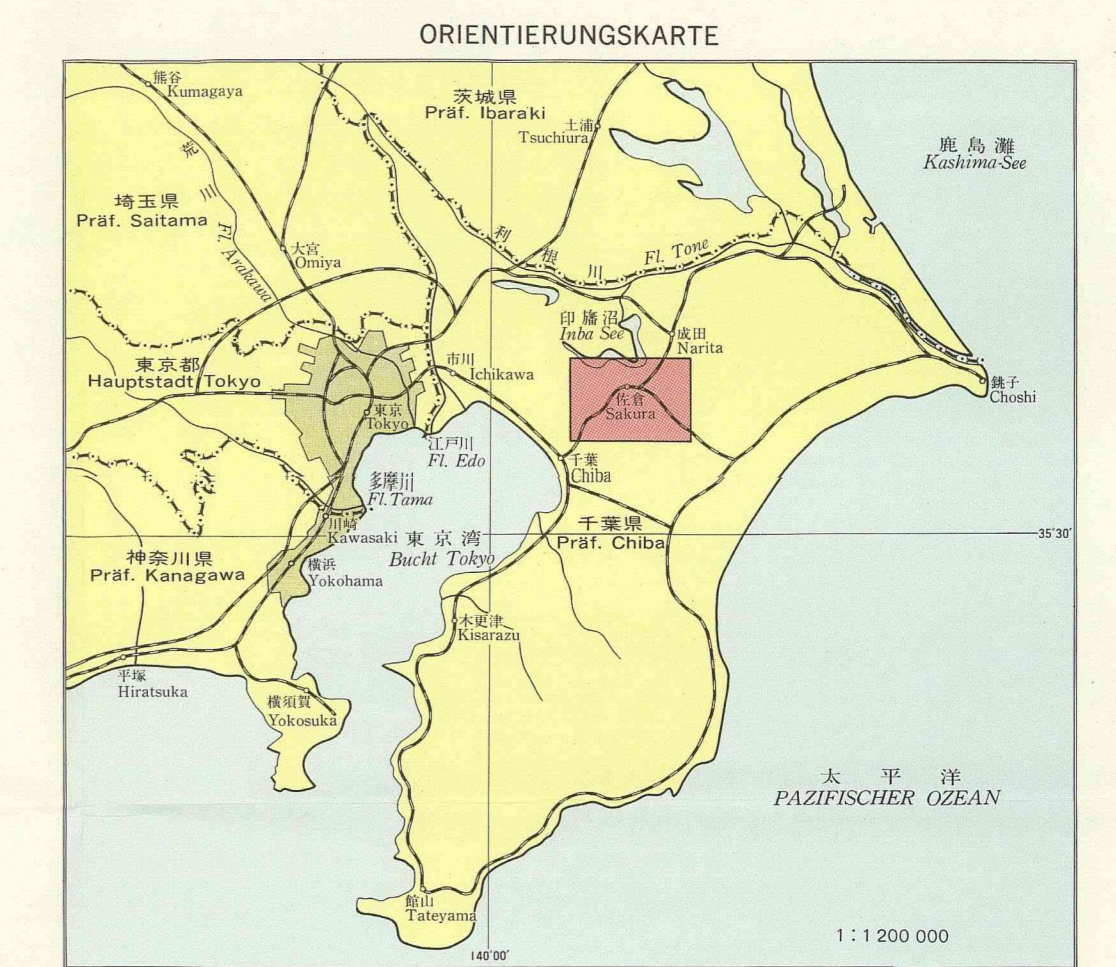 ORIENTIERUNGSKARTE
熊谷
Kumagaya
茨城県
Präf. Ibaraki
土浦
Tsuchiura
鹿島灘
Kashima-See
荒川
Fl. Arakawa
埼玉県
Präf. Saitama
大宮
Omiya
利根川
Fl. Tone
印旛沼
Inba See
成田
Narita
東京都
Hauptstadt Tokyo
市川
Ichikawa
佐倉
Sakura
銚子
Choshi
東京
Tokyo
江戸川
Fl. Edo
千葉
Chiba
多摩川
Fl. Tama
川崎
Kawasaki
東京湾
Bucht Tokyo
千葉県
Präf. Chiba
35°30'
神奈川県
Präf. Kanagawa
横浜
Yokohama
木更津
Kisarazu
平塚
Hiratsuka
横須賀
Yokosuka
太平洋
PAZIFISCHER OZEAN
館山
Tateyama
1:1 200 000
140°00'